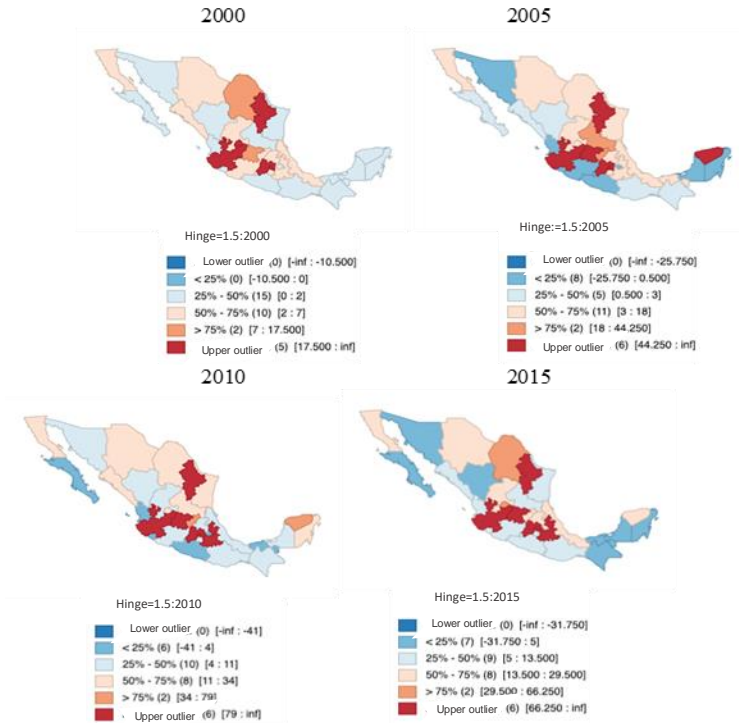 2000
2005
Hinge=1.5:2000
Lower outlier (0) [-inf : -10.500]
< 25% (0) [-10.500 : 0]
25% - 50% (15) [0 : 2]
50% - 75% (10) [2 : 7]
> 75% (2) [7 : 17.500]
Upper outlier (5) [17.500 : inf]
Hinge:=1.5:2005
Lower outlier (0) [-inf : -25.750]
< 25% (8) [-25.750 : 0.500]
25% - 50% (5) [0.500 : 3]
50% - 75% (11) [3 : 18]
> 75% (2) [18 : 44.250]
Upper outlier (6) [44.250 : inf]
2010
2015
Hinge=1.5:2010
Lower outlier (0) [-inf : -41]
< 25% (6) [-41 : 4]
25% - 50% (10) [4 : 11]
50% - 75% (8) [11 : 34]
> 75% (2) [34 : 79]
Upper outlier (6) [79 : inf]
Hinge=1.5:2015
Lower outlier (0) [-inf : -31.750]
< 25% (7) [-31.750 : 5]
25% - 50% (9) [5 : 13.500]
50% - 75% (8) [13.500 : 29.500]
> 75% (2) [29.500 : 66.250]
Upper outlier (6) [66.250 : inf]